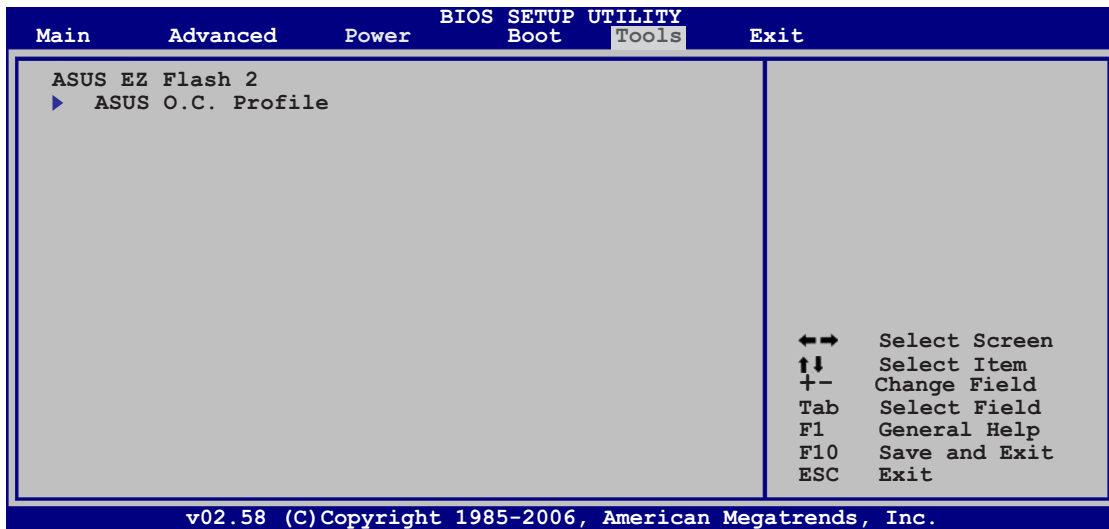 BIOS SETUP UTILITY
Main Advanced Power Boot Tools Exit
ASUS EZ Flash 2
ASUS O.C. Profile
←→ Select Screen
↑↓ Select Item
+- Change Field
Tab Select Field
F1 General Help
F10 Save and Exit
ESC Exit
v02.58 (C)Copyright 1985-2006, American Megatrends, Inc.